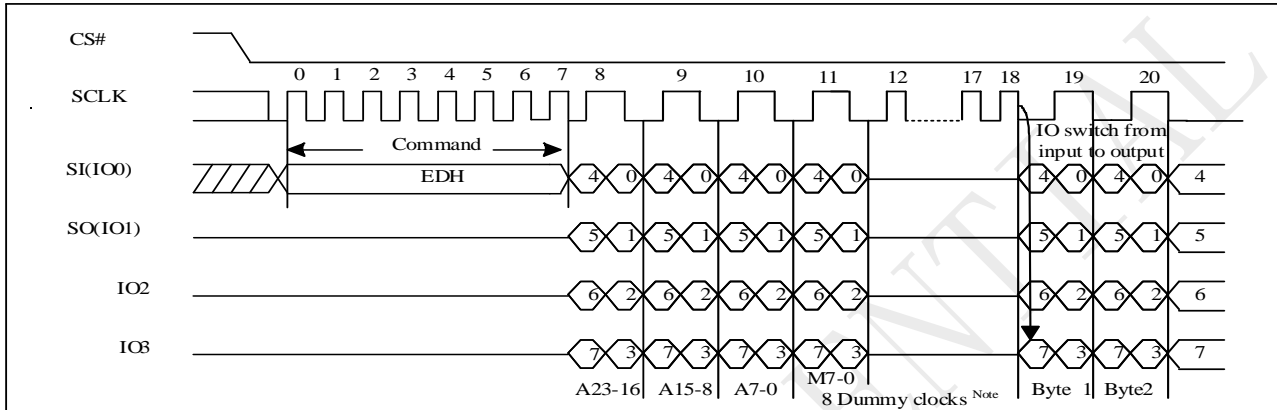 CS#
0 1 2 3 4 5 6 7 8 9 10 11 12 17 18 19 20
SCLK
Command
IO switch from
input to output
SI(IO0) EDH 4 0 4 0 4 0 4 0 4 0 4 0 4
SO(IO1) 5 1 5 1 5 1 5 1 5 1 5 1 5
IO2 6 2 6 2 6 2 6 2 6 2 6 2 6
IO3 7 3 7 3 7 3 7 3 7 3 7 3 7
A23-16 A15-8 A7-0 M7-0 Byte 1 Byte2
8 Dummy clocks Note
ENTIAL